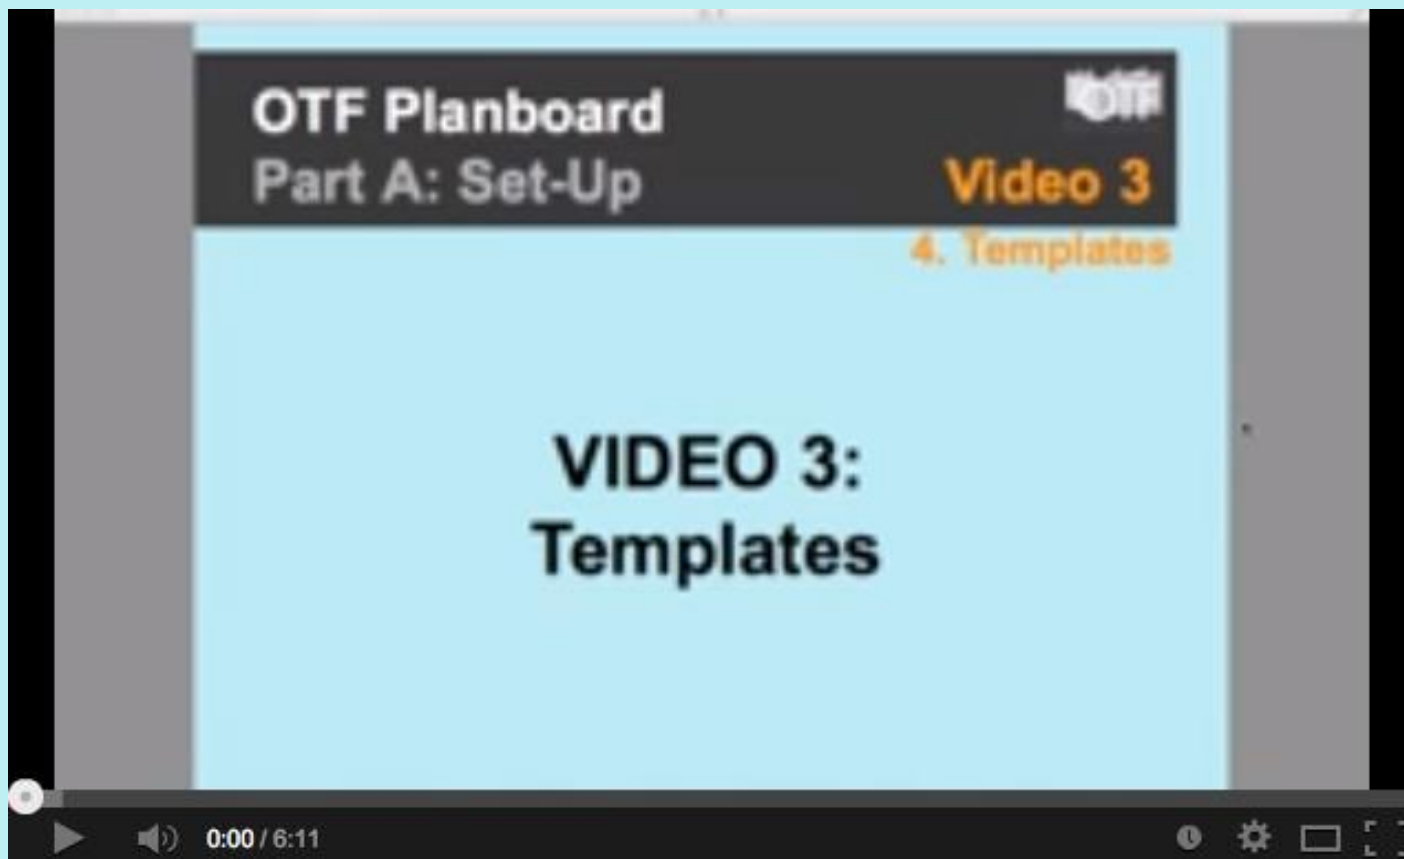 OTF Planboard
OTF
Part A: Set-Up
Video 3
4. Templates
VIDEO 3:
Templates
0:00 / 6:11